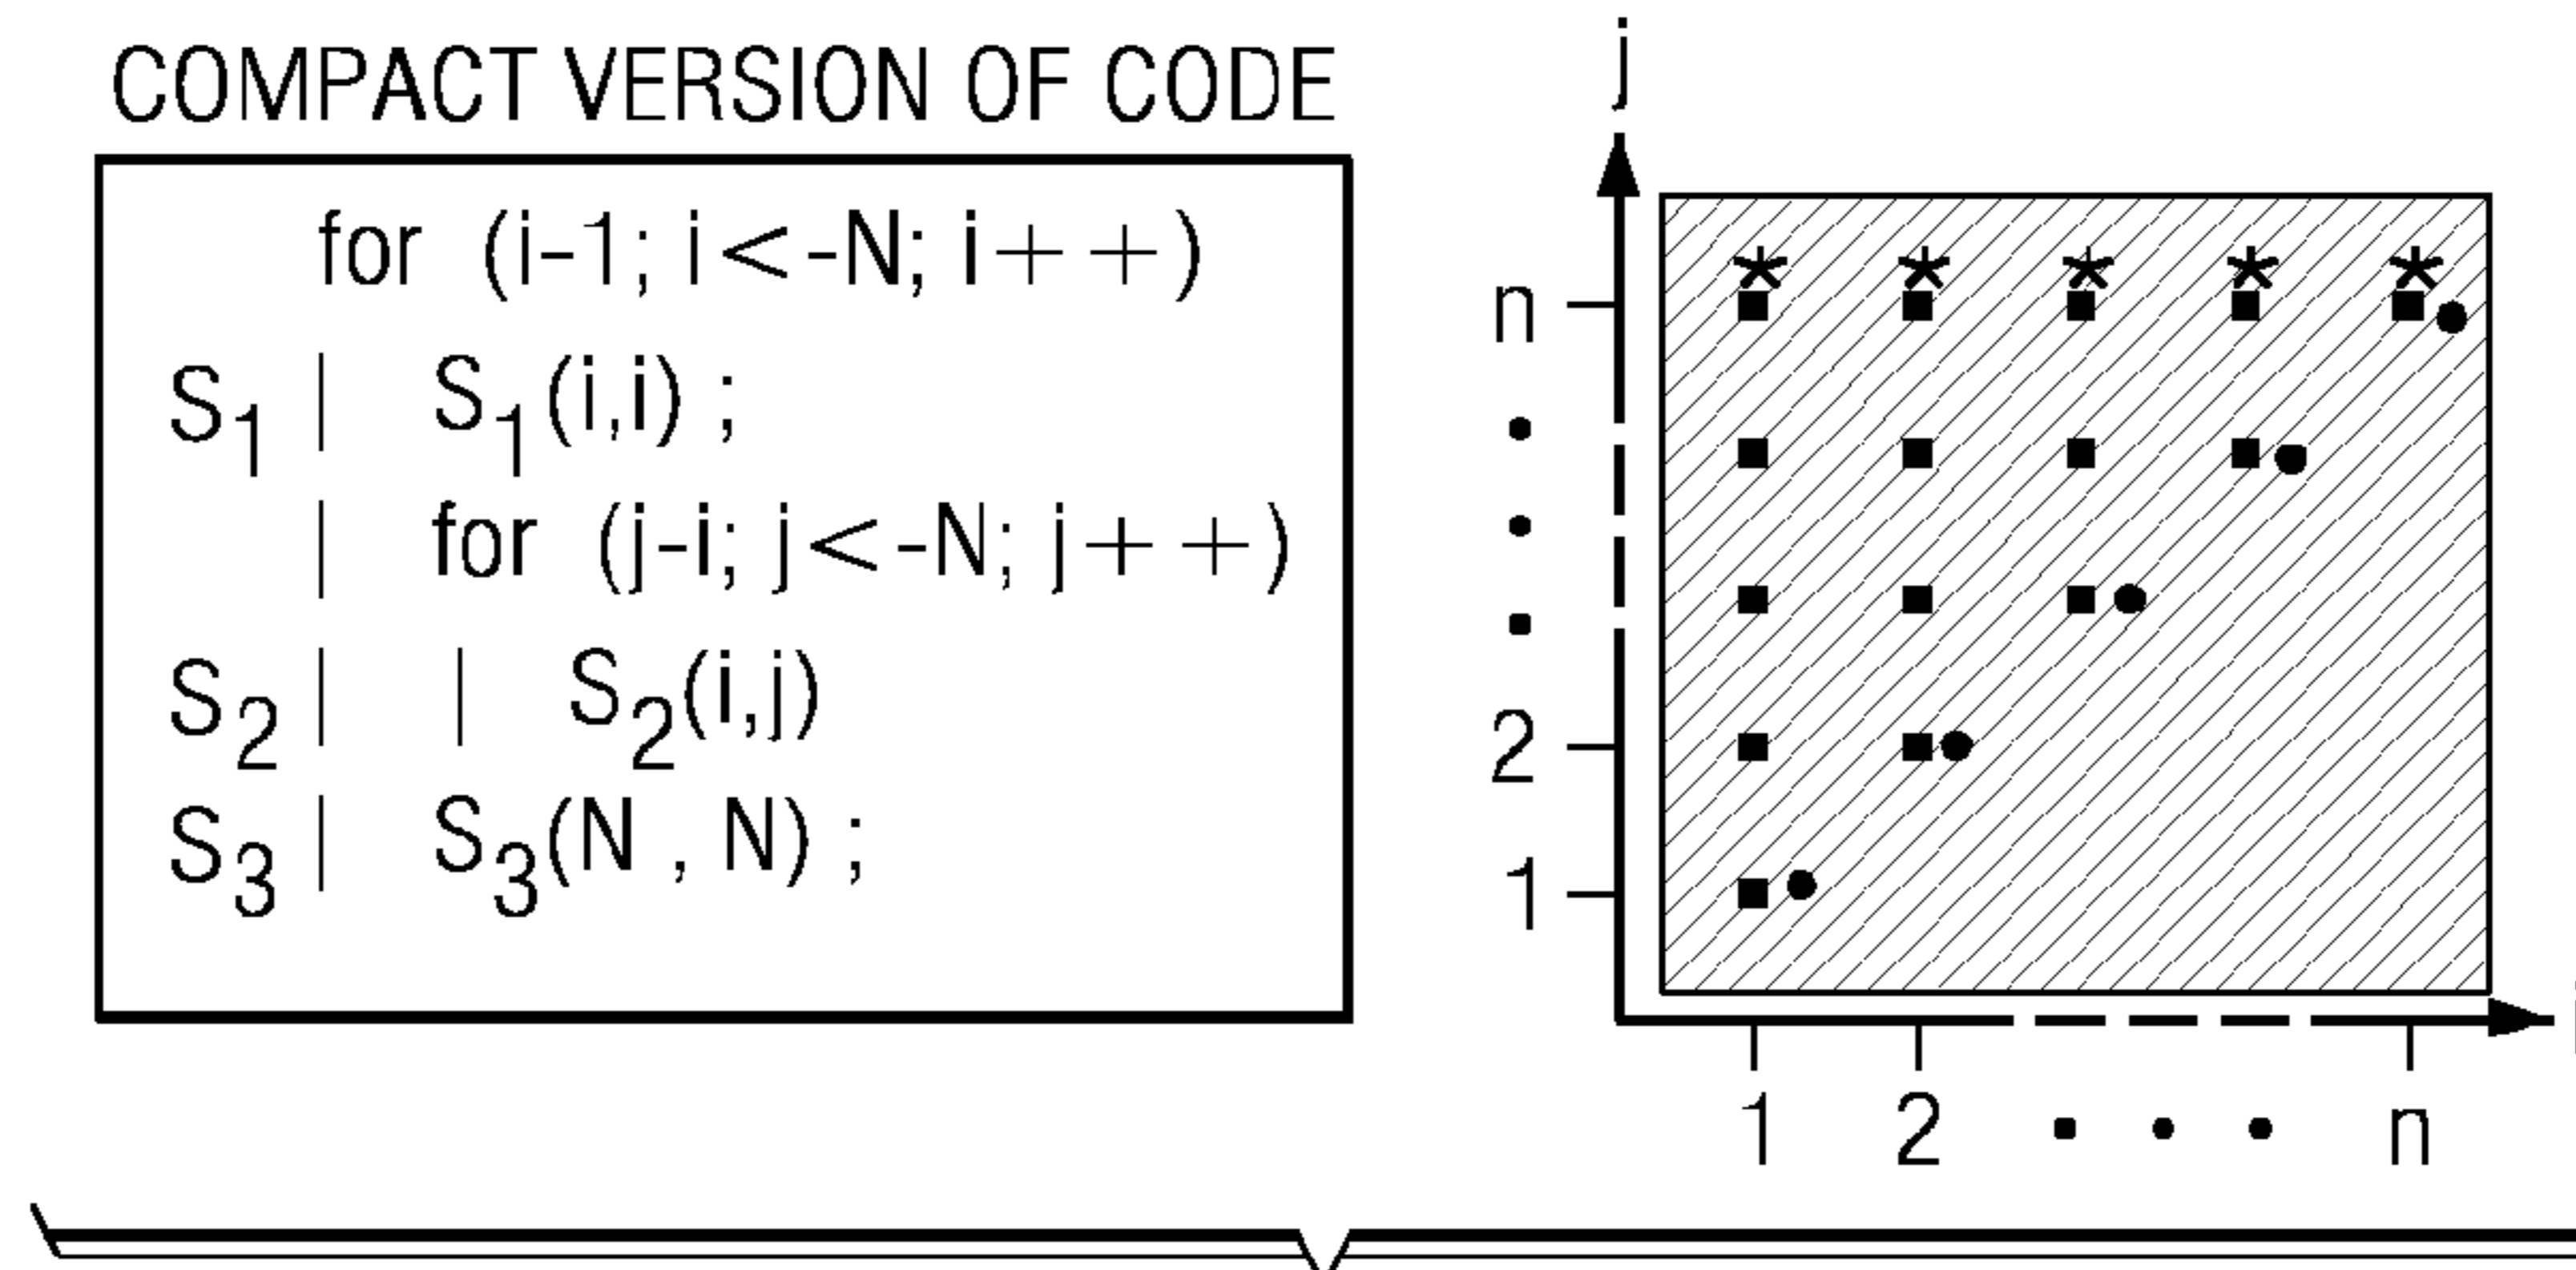 COMPACT VERSION OF CODE
for (i-1; i<-N; i++)
S1 | S1(i,i) ;
| for (j-i; j<-N; j++)
S2 | | S2(i,j)
S3 | S3(N , N) ;
j
n
2
1
1 2 • • • n